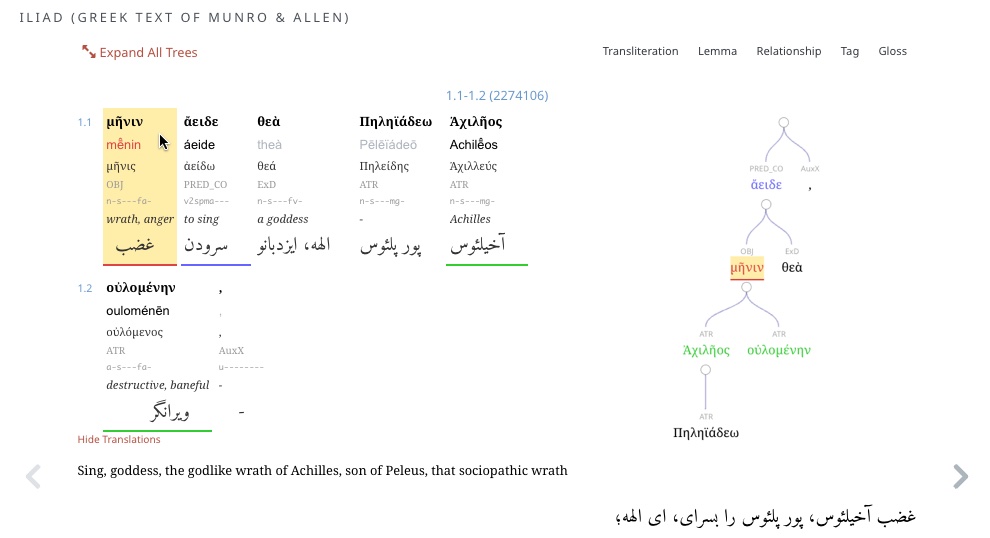 ILIAD (GREEK TEXT OF MUNRO & ALLEN)
Expand All Trees
Transliteration Lemma Relationship Tag Gloss
1.1-1.2 (2274106)
1.1 μῆνιν ἄειδε θεὰ Πηληϊάδεω Ἀχιλῆος
mễnin áeide theà Pēlēïádeō Achilễos
μῆνις ἀείδω θεά Πηλείδης Ἀχιλλεύς
OBJ PRED_CO ExD ATR ATR
n-s---fa- v2spma--- n-s---fv- n-s---mg- n-s---mg-
wrath, anger to sing a goddess - Achilles
غضب سرودن الهه، ایزدبانو پور پلئوس آخیلئوس
1.2 οὐλομένην ,
ouloménēn ,
οὐλόμενος ,
ATR AuxX
a-s---fa- u--------
destructive, baneful -
ویرانگر -
Hide Translations
Sing, goddess, the godlike wrath of Achilles, son of Peleus, that sociopathic wrath
غضب آخیلئوس، پور پلئوس را بسرای، ای الهه؛
PRED_CO AuxX
ἄειδε ,
OBJ ExD
μῆνιν θεὰ
ATR ATR
Ἀχιλῆος οὐλομένην
ATR
Πηληϊάδεω